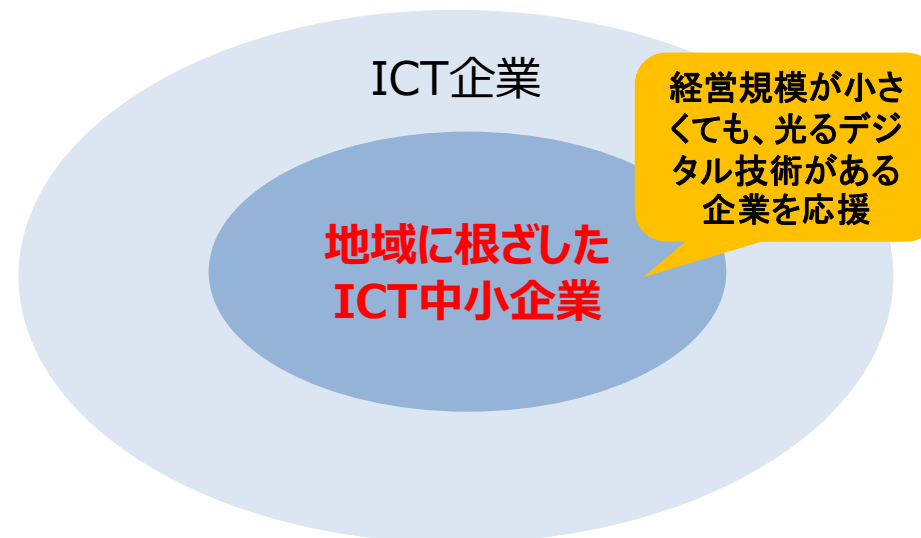 ICT企業
経営規模が小さ
くても、光るデジ
タル技術がある
企業を応援
地域に根ざした
ICT中小企業